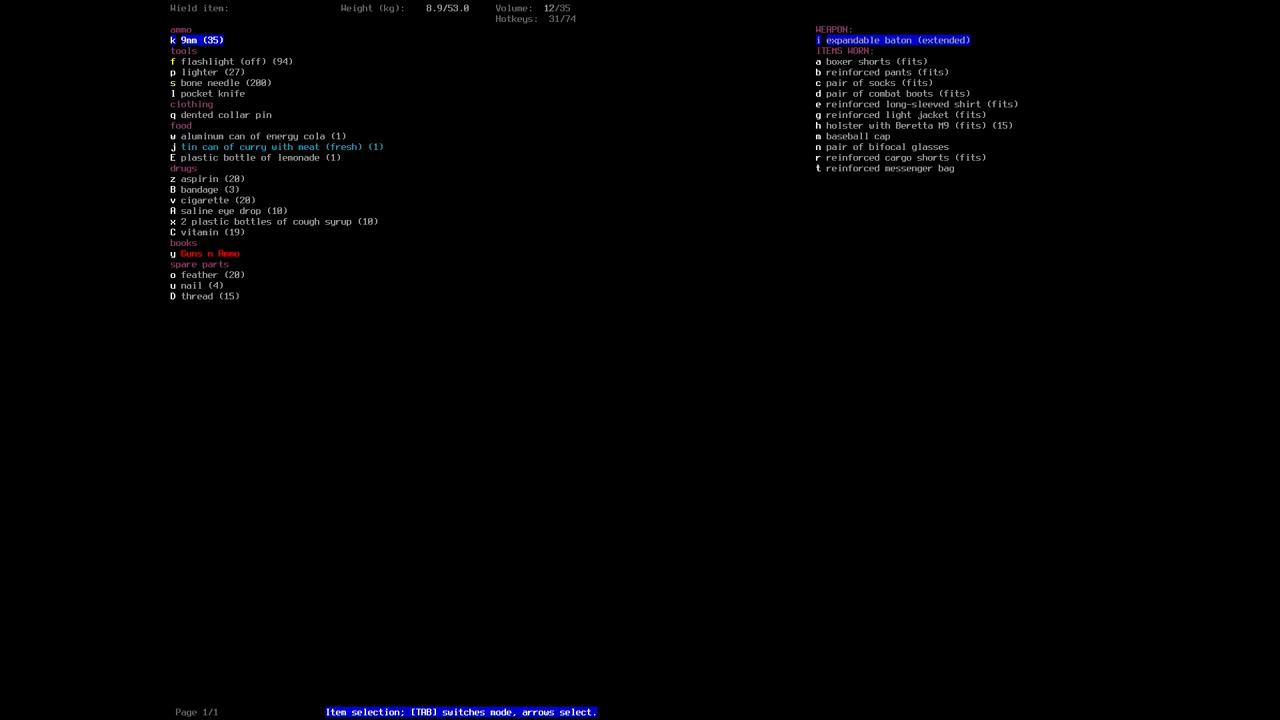 Wield item: Weight (kg): 8.9/53.0 Volume: 12/35
Hotkeys: 31/74
ammo
k 9mm (35)
tools
f flashlight (off) (94)
p lighter (27)
s bone needle (200)
l pocket knife
clothing
q dented collar pin
food
w aluminum can of energy cola (1)
j tin can of curry with meat (fresh) (1)
E plastic bottle of lemonade (1)
drugs
z aspirin (20)
B bandage (3)
v cigarette (20)
A saline eye drop (10)
x 2 plastic bottles of cough syrup (10)
C vitamin (19)
books
y Guns n Ammo
spare parts
o feather (20)
u nail (4)
D thread (15)
WEAPON:
i expandable baton (extended)
ITEMS WORN:
a boxer shorts (fits)
b reinforced pants (fits)
c pair of socks (fits)
d pair of combat boots (fits)
e reinforced long-sleeved shirt (fits)
g reinforced light jacket (fits)
h holster with Beretta M9 (fits) (15)
m baseball cap
n pair of bifocal glasses
r reinforced cargo shorts (fits)
t reinforced messenger bag
Page 1/1 Item selection; [TAB] switches mode, arrows select.